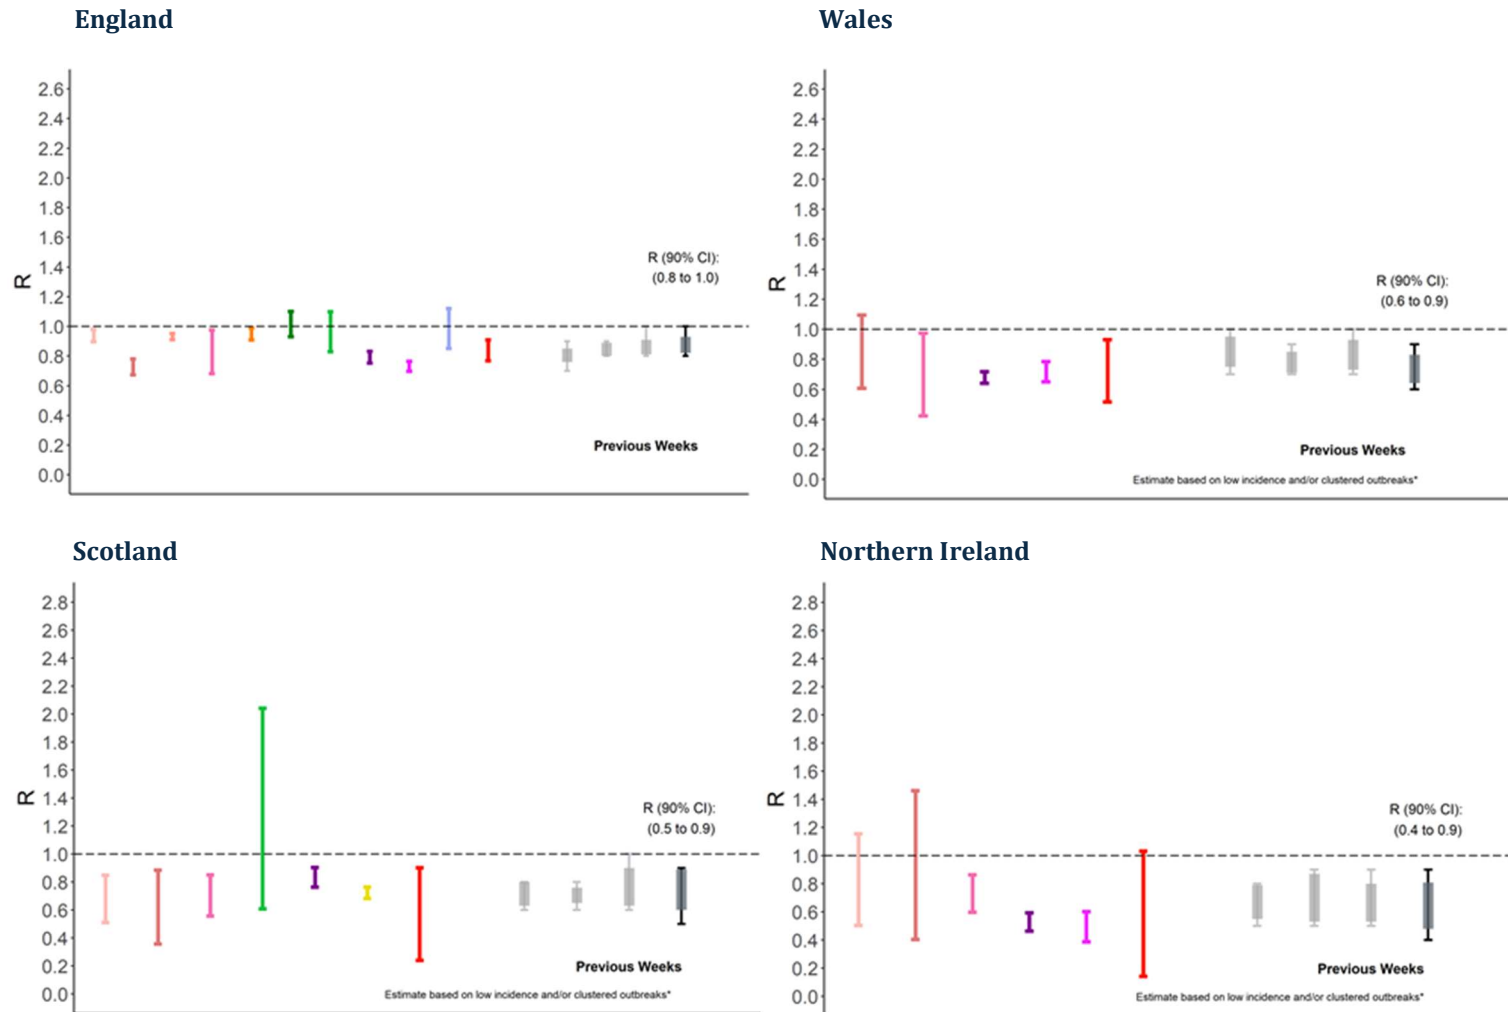 England
2.6
2.4
2.2
2.0
1.8
1.6
1.4
1.2
1.0
0.8
0.6
0.4
0.2
0.0
R
R (90% CI):
(0.8 to 1.0)
Previous Weeks
Wales
2.6
2.4
2.2
2.0
1.8
1.6
1.4
1.2
1.0
0.8
0.6
0.4
0.2
0.0
R
R (90% CI):
(0.6 to 0.9)
Previous Weeks
Estimate based on low incidence and/or clustered outbreaks*
Scotland
2.8
2.6
2.4
2.2
2.0
1.8
1.6
1.4
1.2
1.0
0.8
0.6
0.4
0.2
0.0
R
R (90% CI):
(0.5 to 0.9)
Previous Weeks
Estimate based on low incidence and/or clustered outbreaks*
Northern Ireland
2.8
2.6
2.4
2.2
2.0
1.8
1.6
1.4
1.2
1.0
0.8
0.6
0.4
0.2
0.0
R
R (90% CI):
(0.4 to 0.9)
Previous Weeks
Estimate based on low incidence and/or clustered outbreaks*